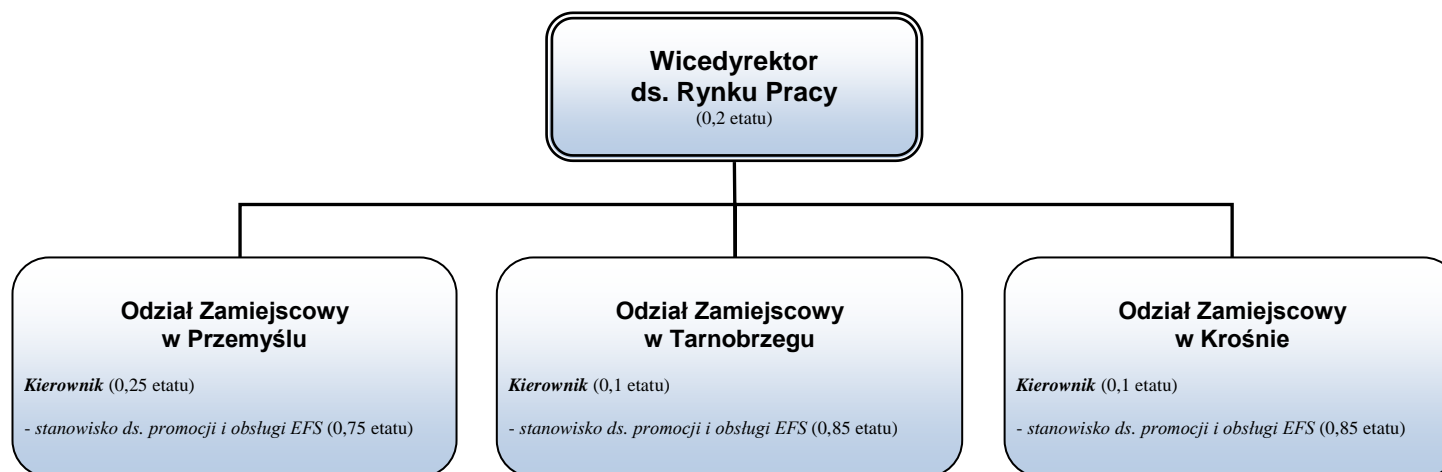 Wicedyrektor
ds. Rynku Pracy
(0,2 etatu)
Odział Zamiejscowy
w Przemyślu
Kierownik (0,25 etatu)
- stanowisko ds. promocji i obsługi EFS (0,75 etatu)
Odział Zamiejscowy
w Tarnobrzegu
Kierownik (0,1 etatu)
- stanowisko ds. promocji i obsługi EFS (0,85 etatu)
Odział Zamiejscowy
w Krośnie
Kierownik (0,1 etatu)
- stanowisko ds. promocji i obsługi EFS (0,85 etatu)